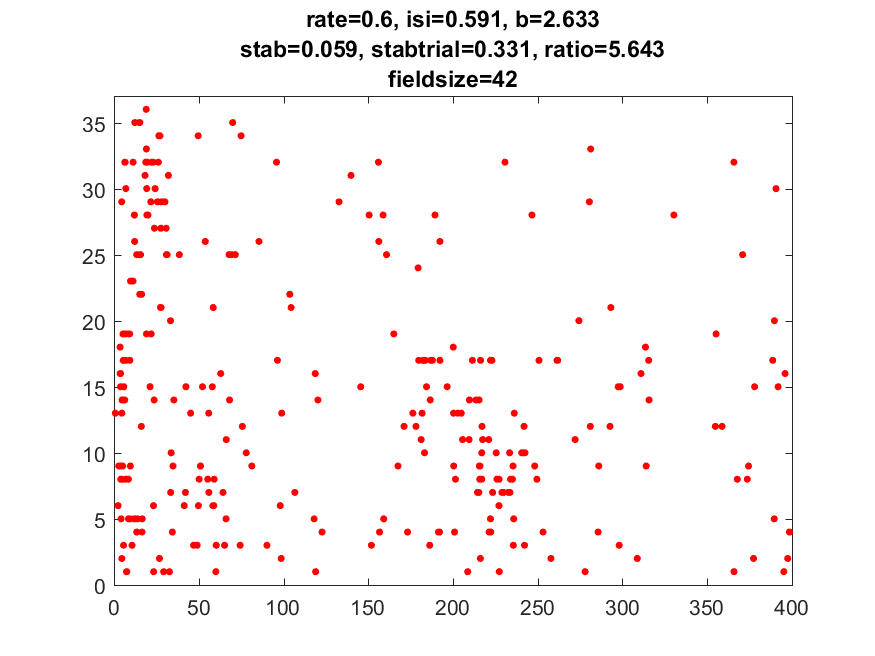 rate=0.6, isi=0.591, b=2.633
stab=0.059, stabtrial=0.331, ratio=5.643
fieldsize=42
35
30
25
20
15
10
5
0
0 50 100 150 200 250 300 350 400